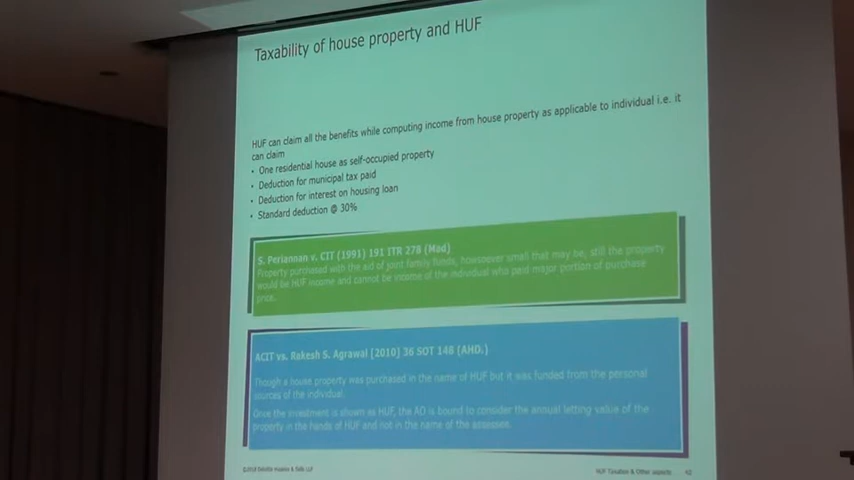 Taxability of house property and HUF
HUF can claim all the benefits while computing income from house property as applicable to individual i.e. it
can claim
• One residential house as self-occupied property
• Deduction for municipal tax paid
• Deduction for interest on housing loan
• Standard deduction @ 30%
S. Periannan v. CIT (1991) 191 ITR 278 (Mad)
Property purchased with the aid of joint family funds, howsoever small that may be, still the property
would be HUF income and cannot be income of the individual who paid major portion of purchase
price.
ACIT vs. Rakesh S. Agrawal [2010] 36 SOT 148 (AHD.)
Though a house property was purchased in the name of HUF but it was funded from the personal
sources of the individual.
Once the investment is shown as HUF, the AO is bound to consider the annual letting value of the
property in the hands of HUF and not in the name of the assessee.
Deloitte Haskins & Sells LLP
HUF Taxation & Other aspects